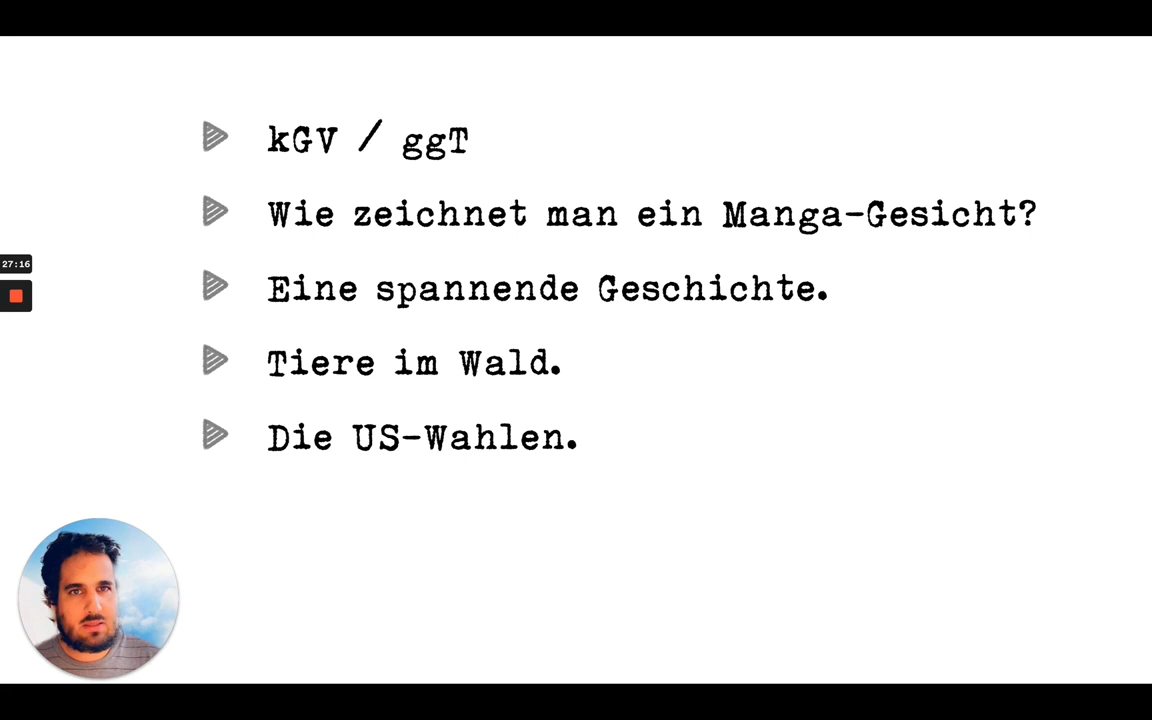 kGV / ggT
Wie zeichnet man ein Manga-Gesicht?
27:16
Eine spannende Geschichte.
Tiere im Wald.
Die US-Wahlen.